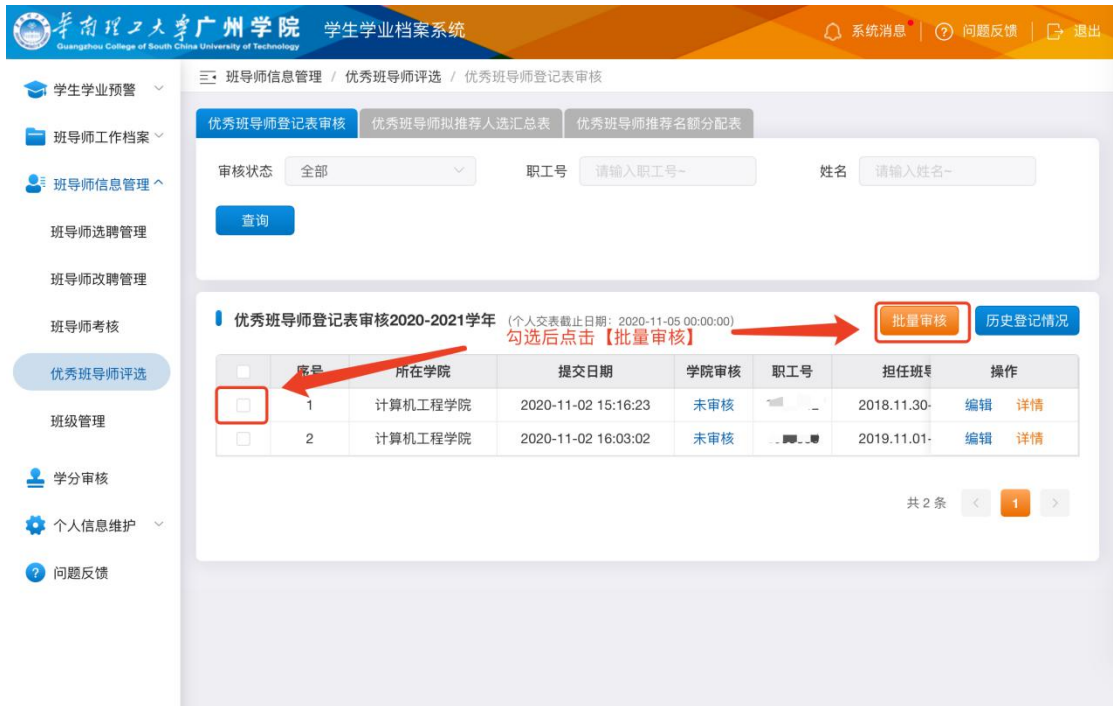 华南理工大学广州学院 学生学业档案系统 系统消息 | 问题反馈 | 退出
Guangzhou College of South China University of Technology
班导师信息管理 / 优秀班导师评选 / 优秀班导师登记表审核
学生学业预警
班导师工作档案
班导师信息管理
班导师选聘管理
班导师改聘管理
班导师考核
优秀班导师评选
班级管理
学分审核
个人信息维护
问题反馈
优秀班导师登记表审核 优秀班导师拟推荐人选汇总表 优秀班导师推荐名额分配表
审核状态 全部 职工号 请输入职工号~ 姓名 请输入姓名~
查询
优秀班导师登记表审核2020-2021学年 (个人交表截止日期: 2020-11-05 00:00:00) 批量审核 历史登记情况
勾选后点击【批量审核】
序号 所在学院 提交日期 学院审核 职工号 担任班 操作
1 计算机工程学院 2020-11-02 15:16:23 未审核 2018.11.30- 编辑 详情
2 计算机工程学院 2020-11-02 16:03:02 未审核 2019.11.01- 编辑 详情
共 2 条 < 1 >